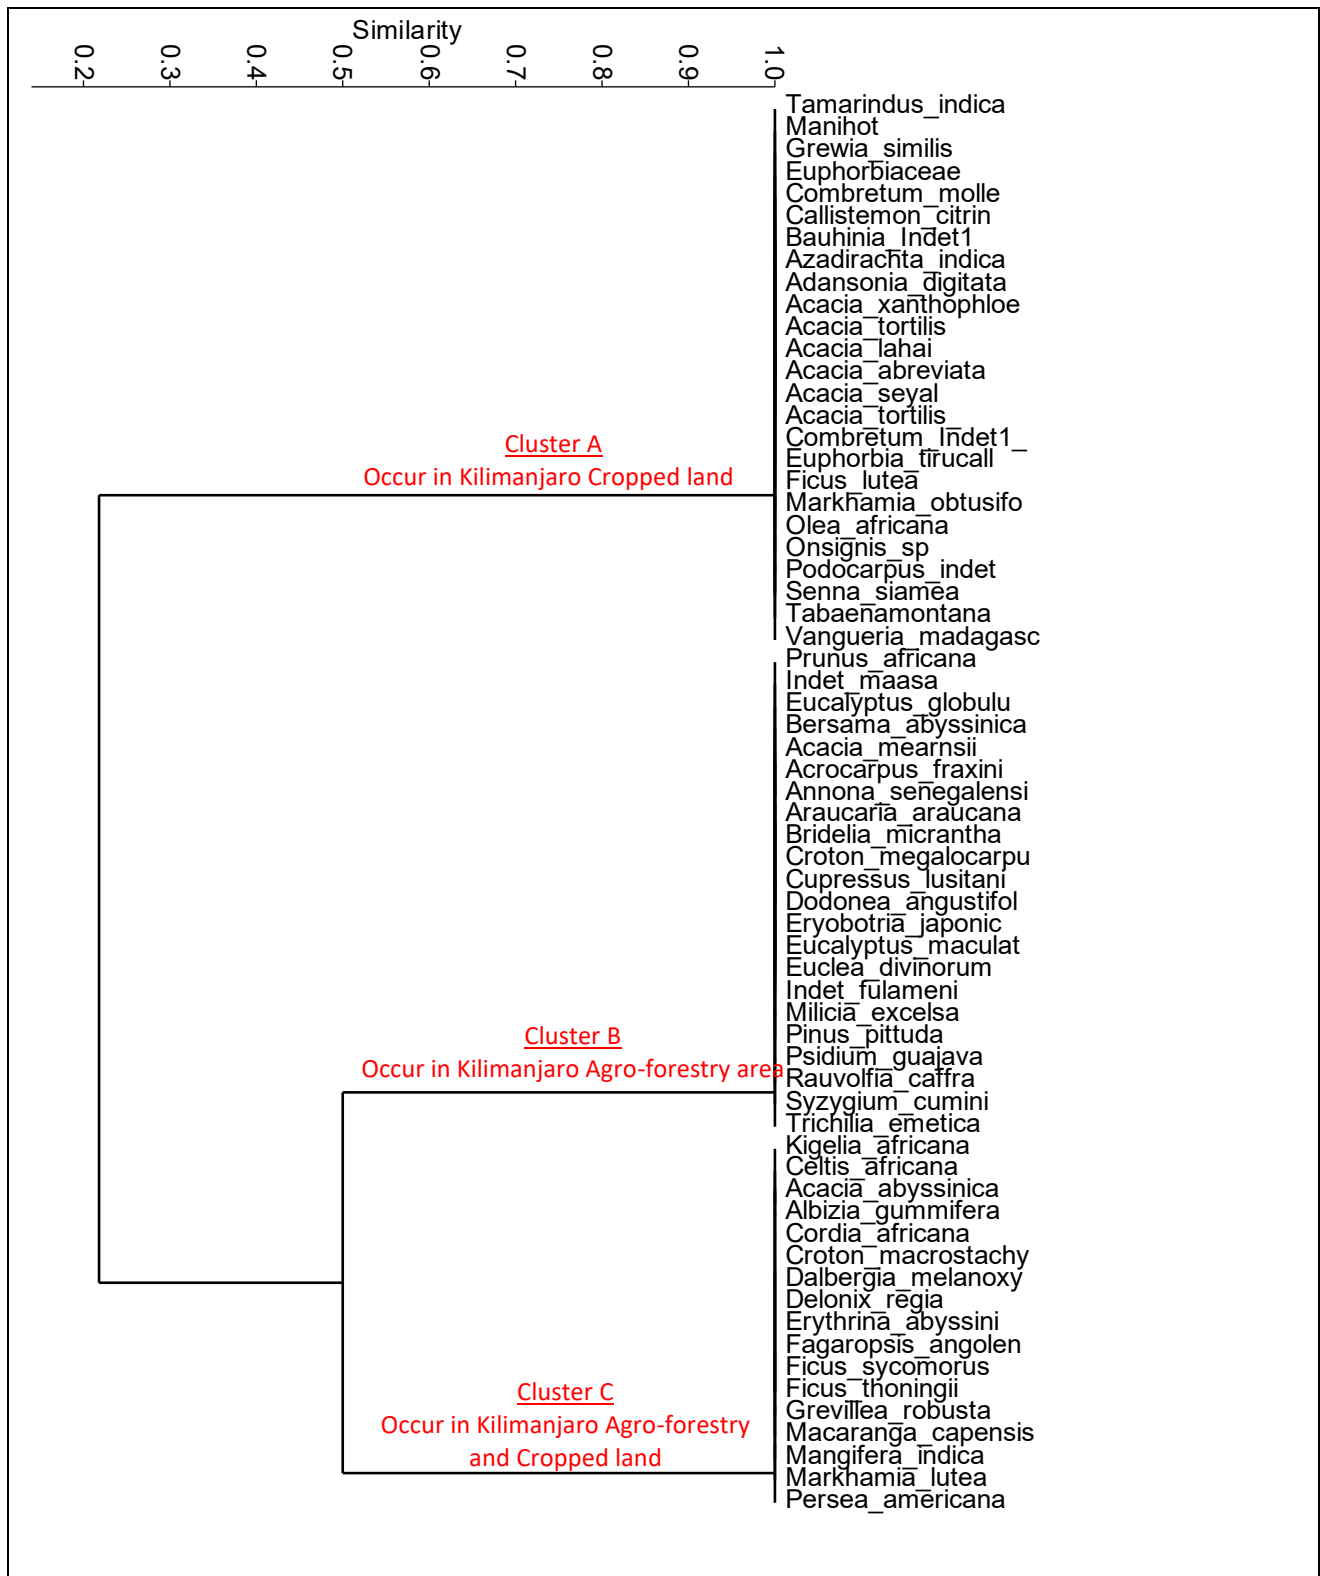 Similarity
0.2
0.3
0.4
0.5
0.6
0.7
0.8
0.9
1.0
Tamarindus_indica
Manihot
Grewia_similis
Euphorbiaceae
Combretum_molle
Callistemon_citrin
Bauhinia_Indet1
Azadirachta_indica
Adansonia_digitata
Acacia_xanthophloe
Acacia_tortilis
Acacia_lahai
Acacia_abreviata
Acacia_seyal
Acacia_tortilis_
Combretum_Indet1_
Euphorbia_tirucall
Ficus_lutea
Markhamia_obtusifo
Olea_africana
Onsignis_sp
Podocarpus_indet
Senna_siamea
Tabaenamontana
Vangueria_madagasc
Cluster A
Occur in Kilimanjaro Cropped land
Prunus_africana
Indet_maasa
Eucalyptus_globulu
Bersama_abyssinica
Acacia_mearnsii
Acrocarpus_fraxini
Annona_senegalensi
Araucaria_araucana
Bridelia_micrantha
Croton_megalocarpu
Cupressus_lusitani
Dodonea_angustifol
Eryobotria_japonic
Eucalyptus_maculat
Euclea_divinorum
Indet_fulameni
Milicia_excelsa
Pinus_pittuda
Psidium_guajava
Rauvolfia_caffra
Syzygium_cumini
Trichilia_emetica
Cluster B
Occur in Kilimanjaro Agro-forestry area
Kigelia_africana
Celtis_africana
Acacia_abyssinica
Albizia_gummifera
Cordia_africana
Croton_macrostachy
Dalbergia_melanoxy
Delonix_regia
Erythrina_abyssini
Fagaropsis_angolen
Ficus_sycomorus
Ficus_thoningii
Grevillea_robusta
Macaranga_capensis
Mangifera_indica
Markhamia_lutea
Persea_americana
Cluster C
Occur in Kilimanjaro Agro-forestry
and Cropped land